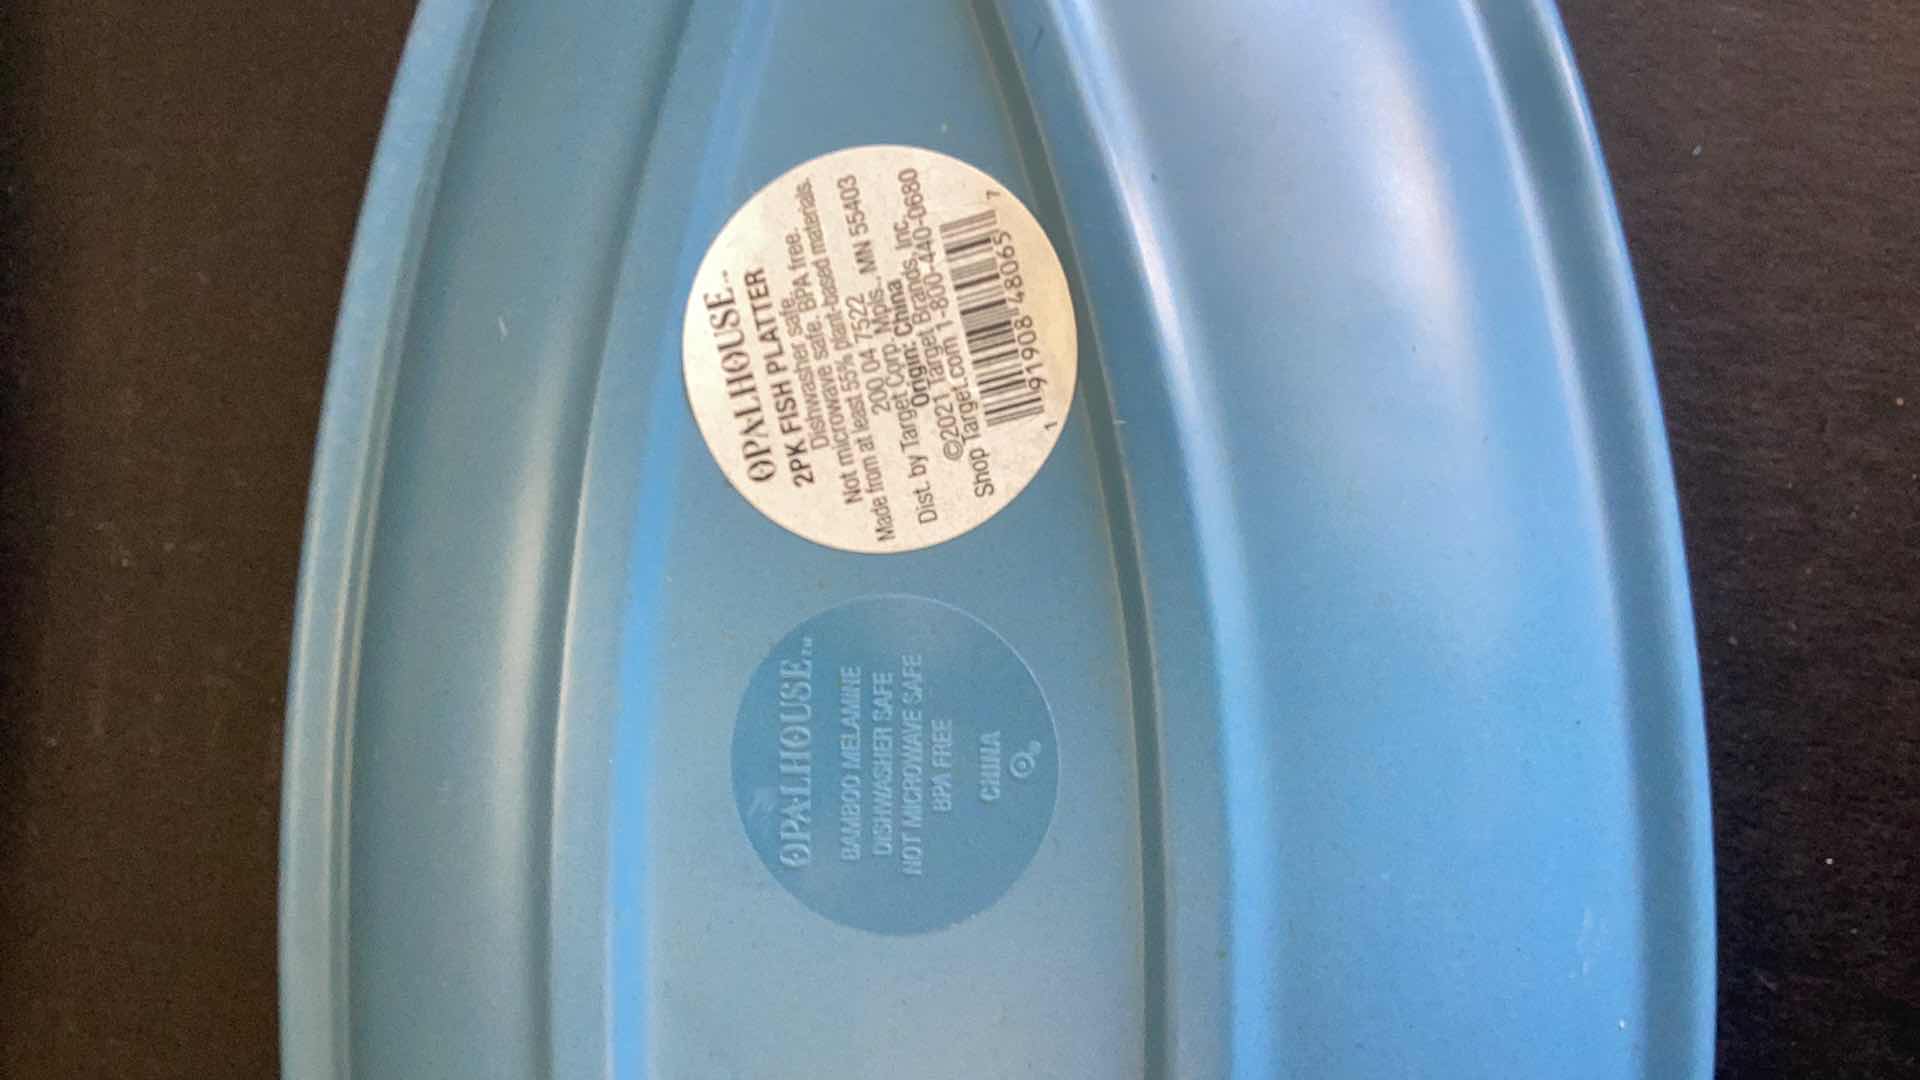 OPALHOUSE™
2PK FISH PLATTER
Dishwasher safe.
Not microwave safe. BPA free.
Made from at least 55% plant-based materials.
200 04 7522
Dist. by Target Corp. Mpls., MN 55403
Origin: China
©2021 Target Brands, Inc.
Shop Target.com 1-800-440-0680
1 91908 48065 7
OPALHOUSE™
BAMBOO MELAMINE
DISHWASHER SAFE
NOT MICROWAVE SAFE
BPA FREE
CHINA